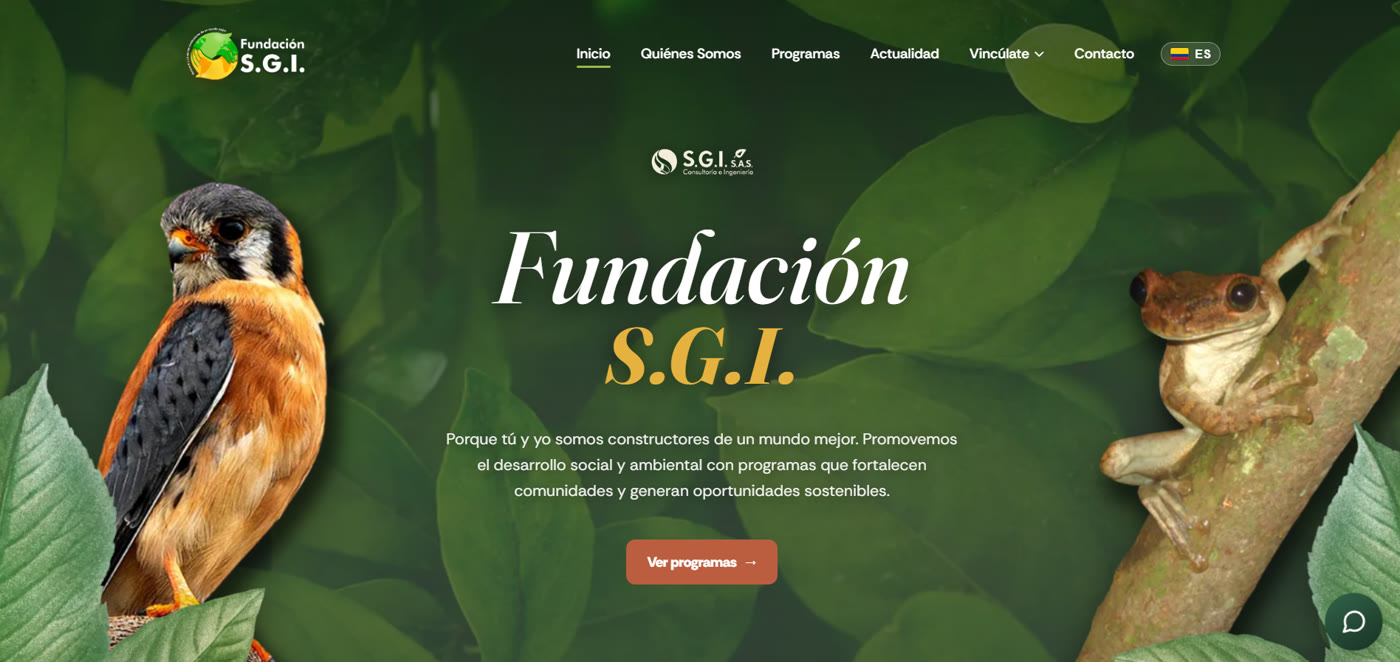 Fundación
S.G.I.
Inicio Quiénes Somos Programas Actualidad Vincúlate Contacto ES
S.G.I. S.A.S.
Consultoría e Ingeniería
Fundación
S.G.I.
Porque tú y yo somos constructores de un mundo mejor. Promovemos
el desarrollo social y ambiental con programas que fortalecen
comunidades y generan oportunidades sostenibles.
Ver programas →